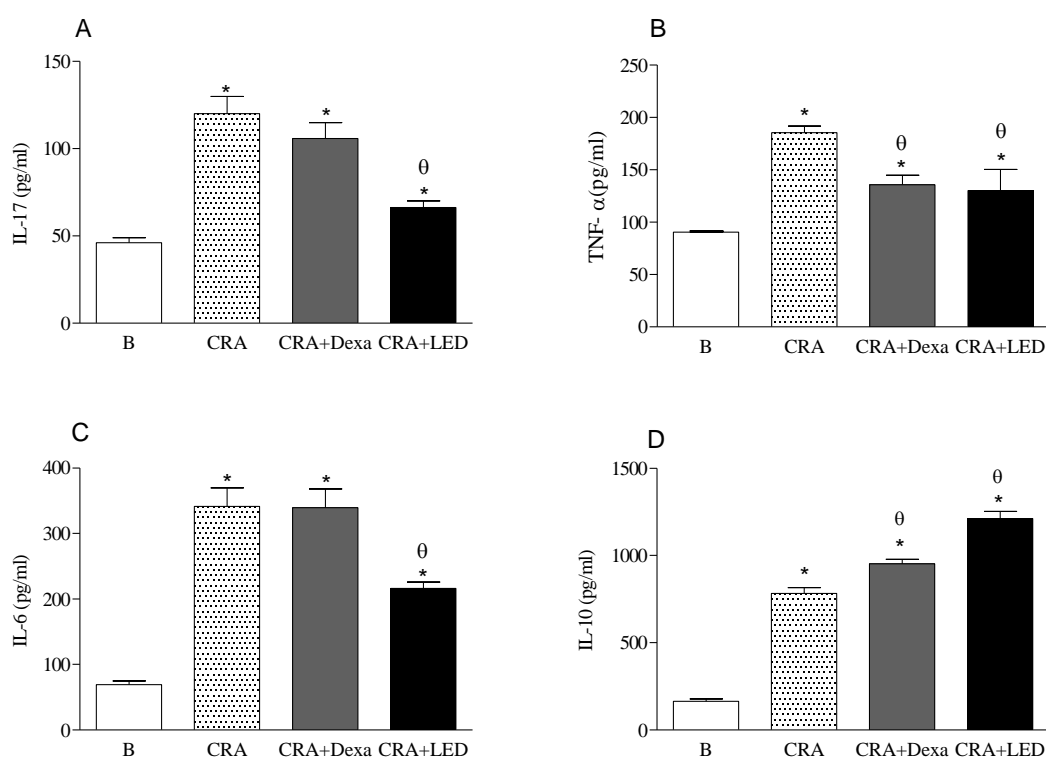 A
IL-17 (pg/ml)
150
100
50
0
*
*
θ
*
B CRA CRA+Dexa CRA+LED
B
TNF- α(pg/ml)
250
200
150
100
50
0
*
θ
*
θ
*
B CRA CRA+Dexa CRA+LED
C
IL-6 (pg/ml)
400
300
200
100
0
*
*
θ
*
B CRA CRA+Dexa CRA+LED
D
IL-10 (pg/ml)
1500
1000
500
0
*
θ
*
θ
*
B CRA CRA+Dexa CRA+LED